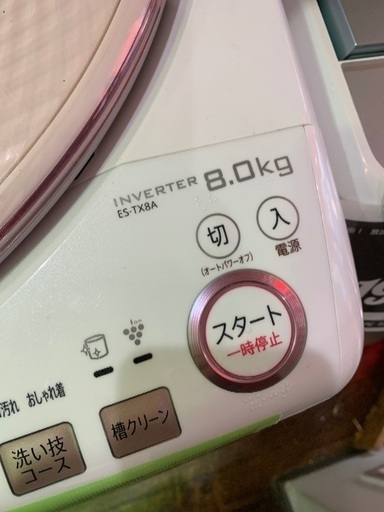 INVERTER 8.0kg
ES-TX8A
切
入
(オートパワーオフ)
電源
スタート
一時停止
ion
汚れ おしゃれ着
洗い技
コース
槽クリーン